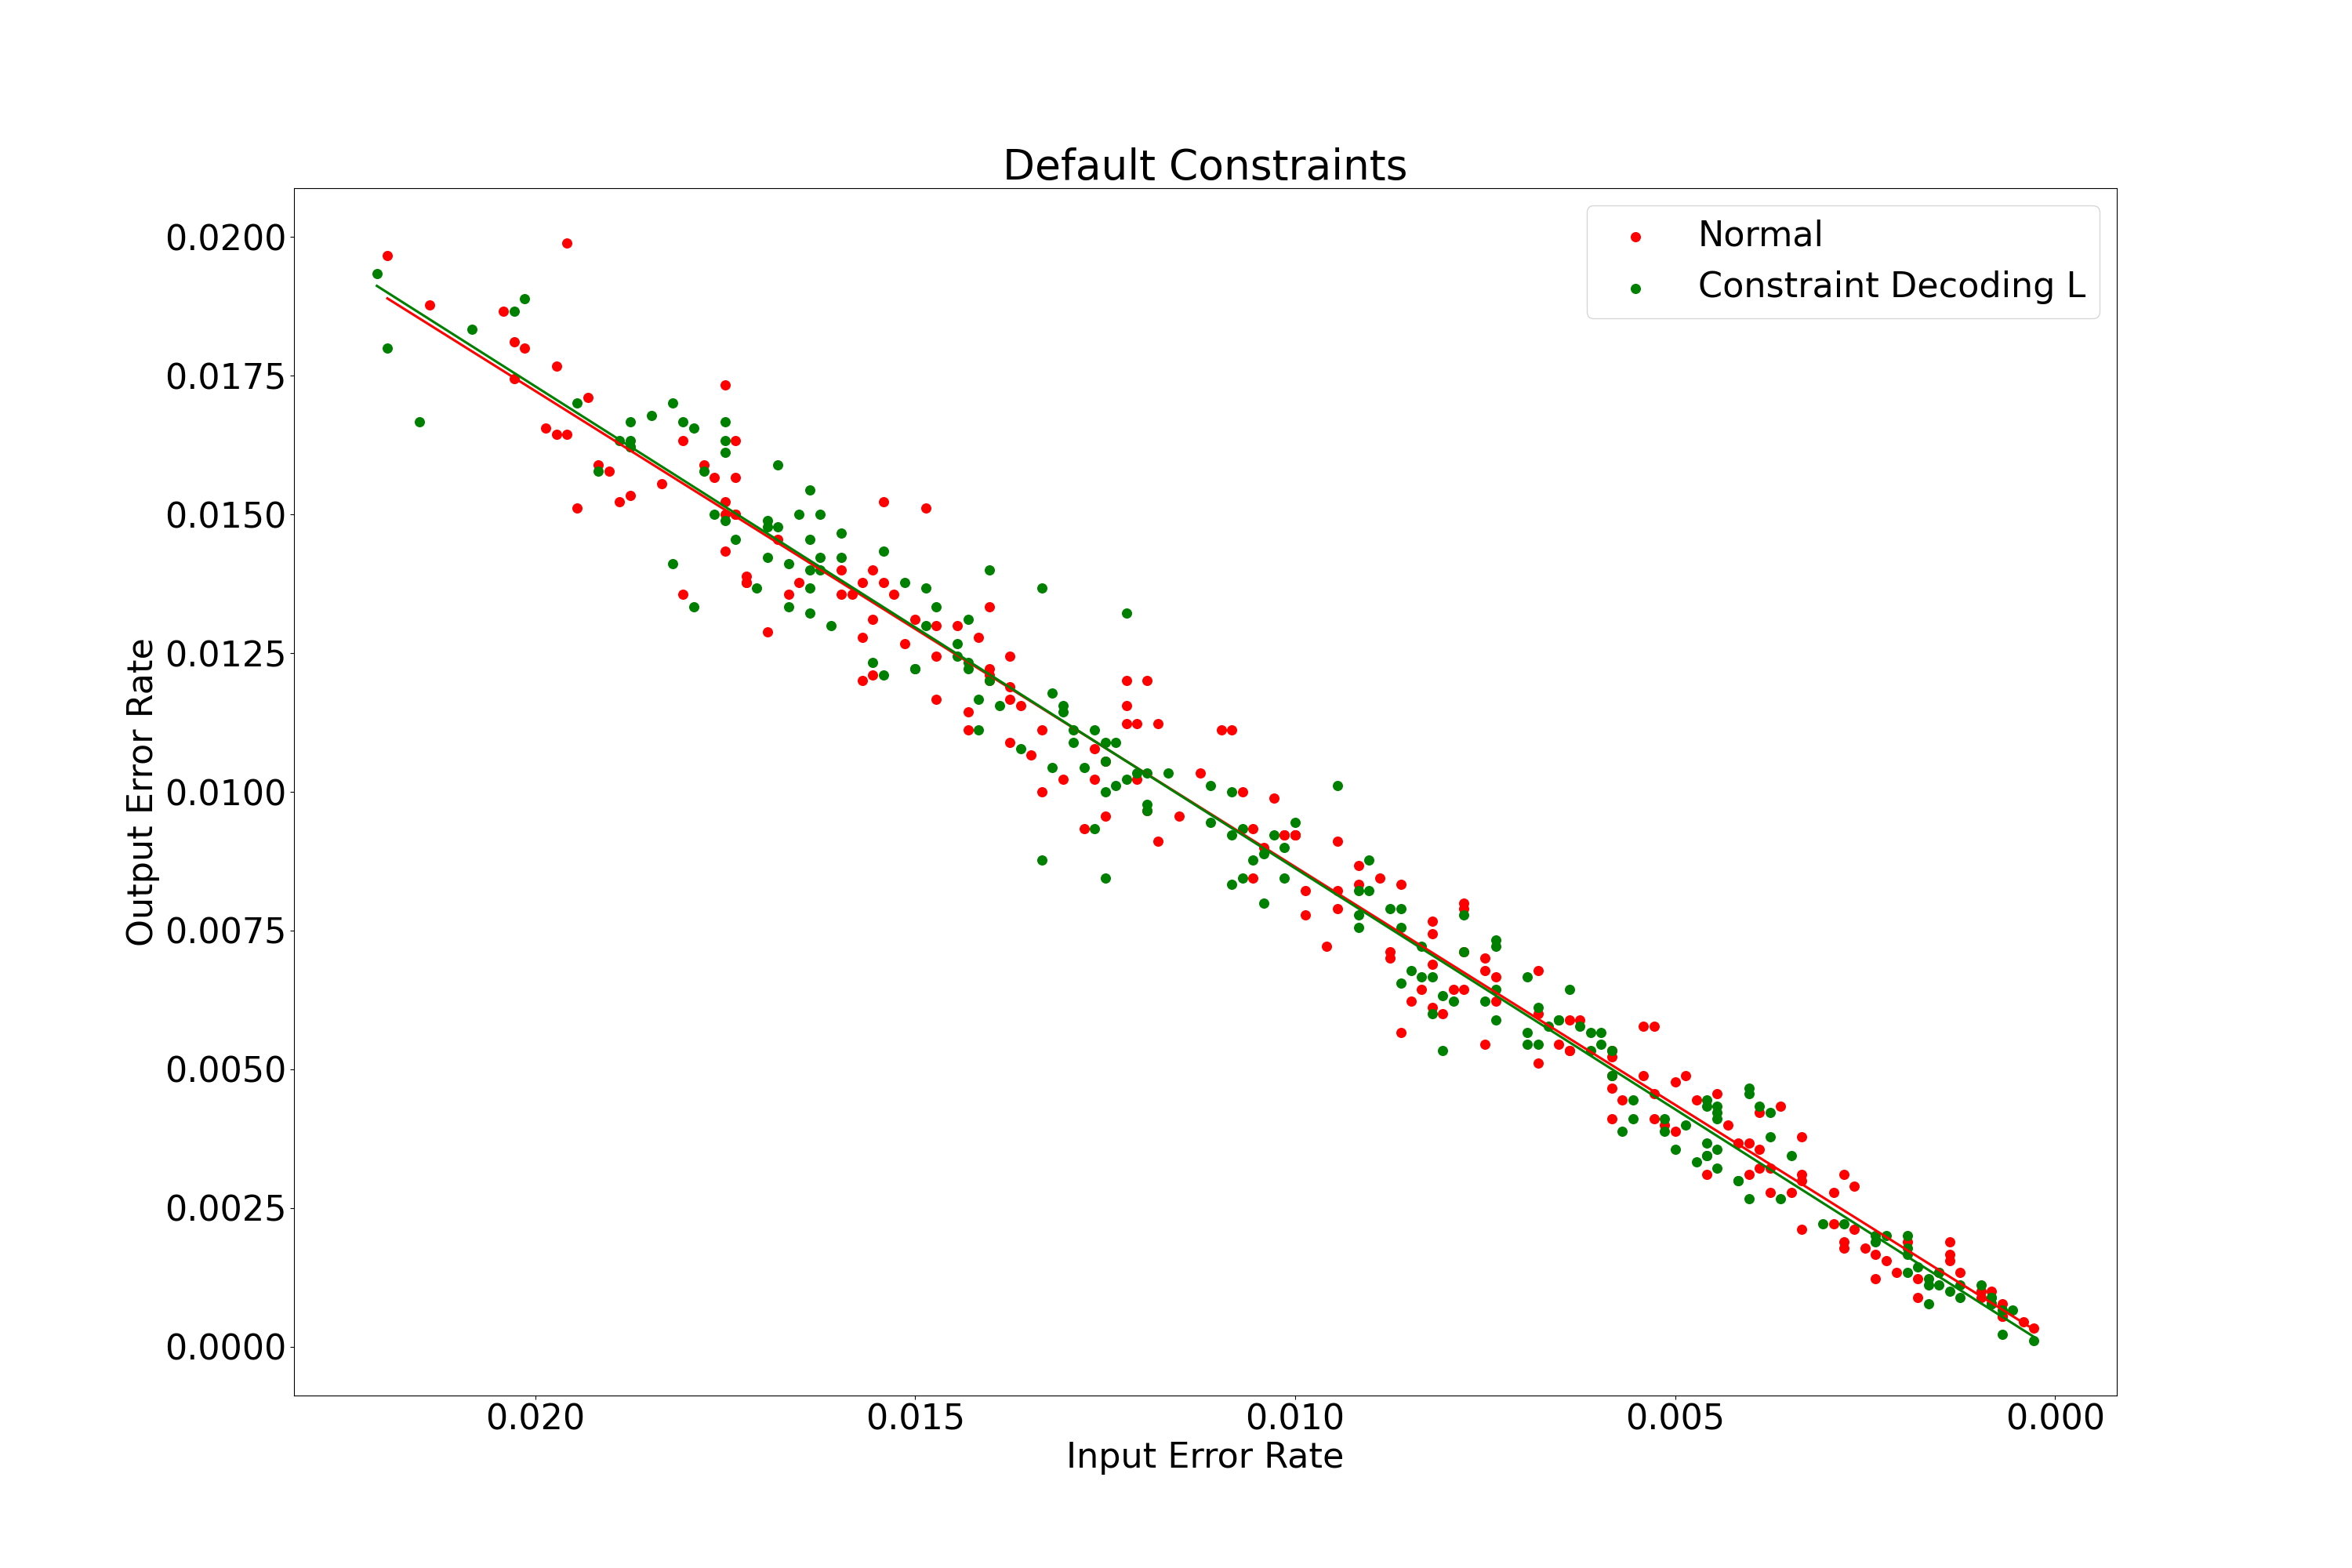 Default Constraints
Normal
Constraint Decoding L
Output Error Rate
0.0200
0.0175
0.0150
0.0125
0.0100
0.0075
0.0050
0.0025
0.0000
0.020 0.015 0.010 0.005 0.000
Input Error Rate